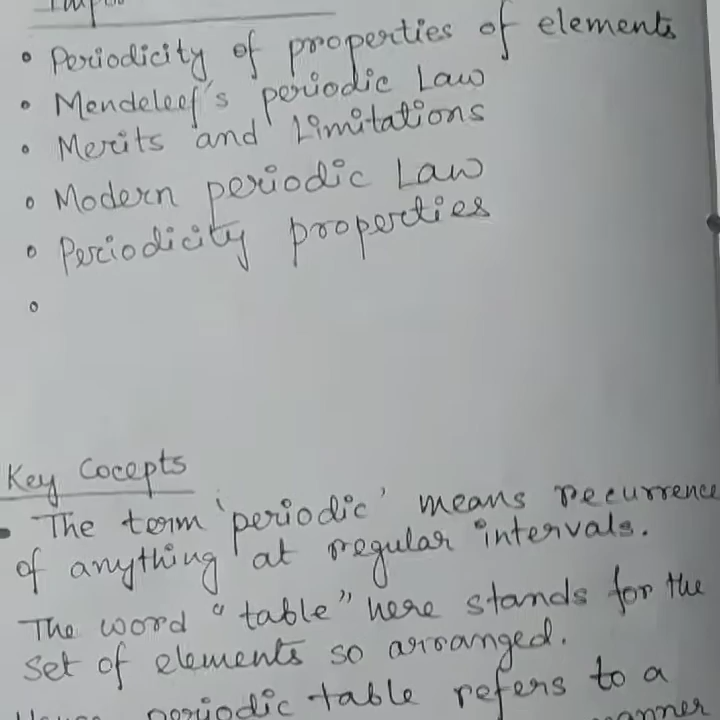 • Periodicity of properties of elements
• Mendeleef's periodic Law
• Merits and Limitations
• Modern periodic Law
• Periodicity properties
•
Key Cocepts
• The term 'periodic' means recurrence
of anything at regular intervals.
The word "table" here stands for the
set of elements so arranged.
periodic table refers to a
manner